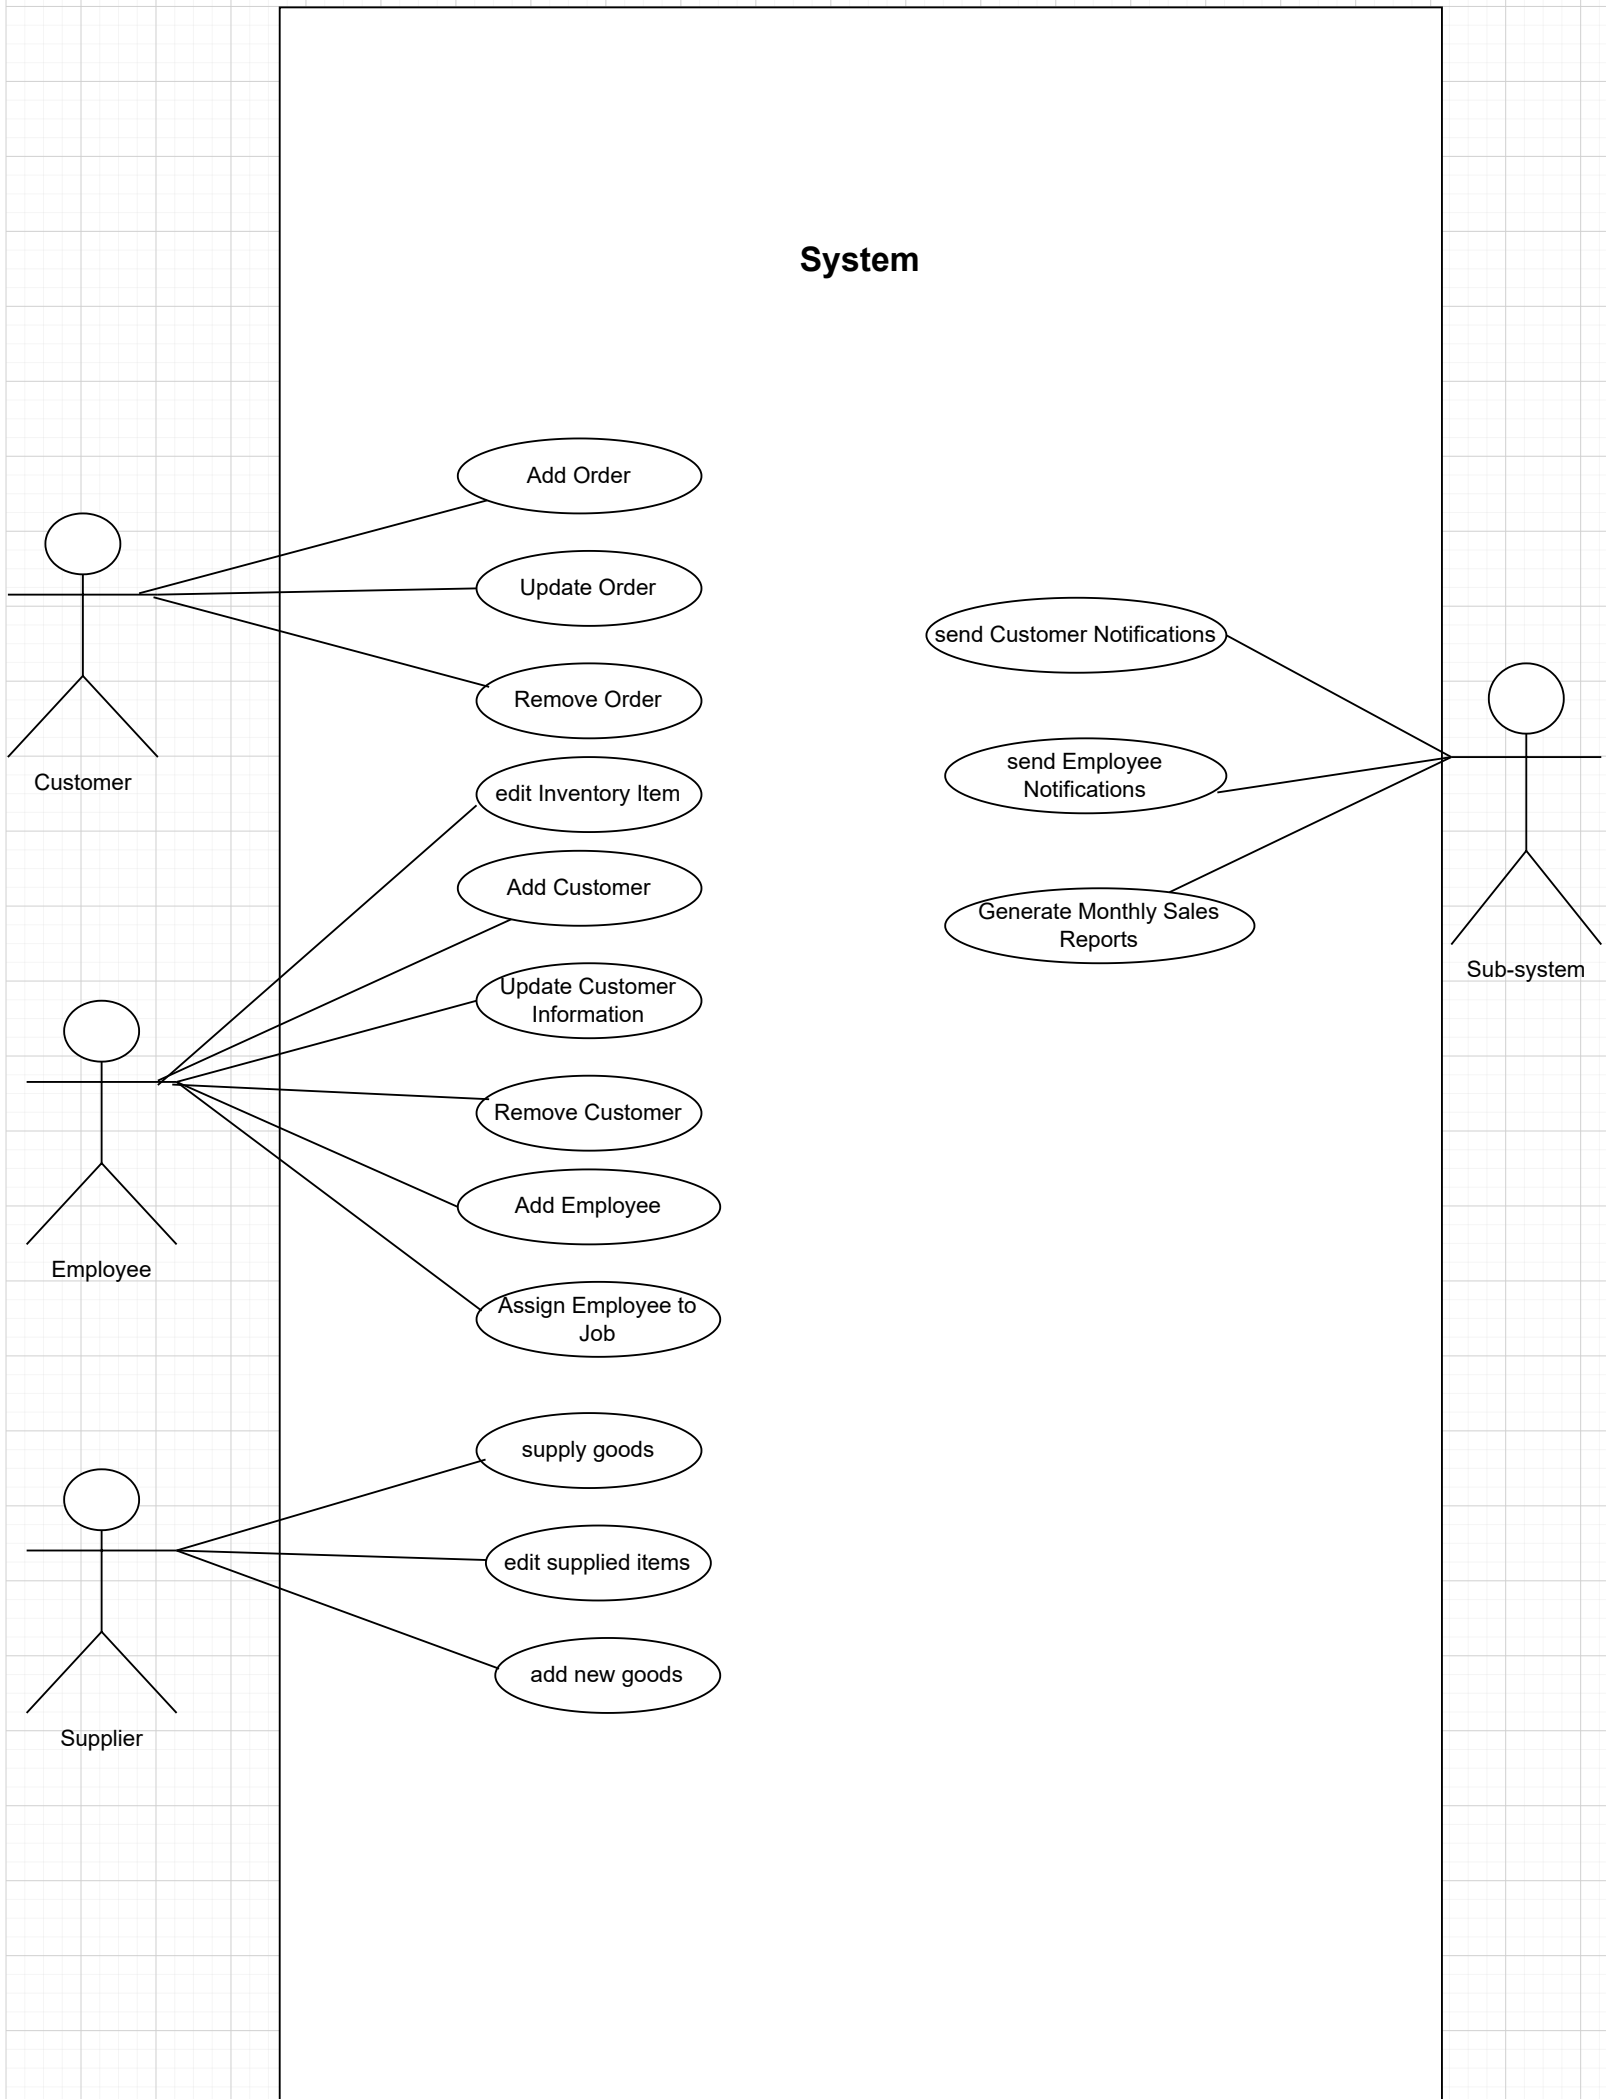 System
Add Order
Update Order
Remove Order
Customer
edit Inventory Item
Add Customer
Update Customer
Information
Remove Customer
Add Employee
Employee
Assign Employee to
Job
supply goods
edit supplied items
add new goods
Supplier
send Customer Notifications
send Employee
Notifications
Generate Monthly Sales
Reports
Sub-system